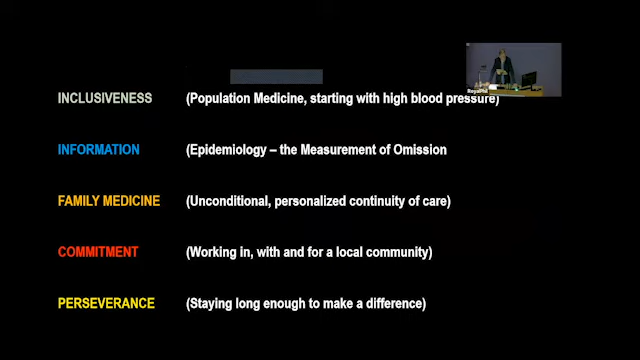 INCLUSIVENESS (Population Medicine, starting with high blood pressure)
INFORMATION (Epidemiology – the Measurement of Omission
FAMILY MEDICINE (Unconditional, personalized continuity of care)
COMMITMENT (Working in, with and for a local community)
PERSEVERANCE (Staying long enough to make a difference)